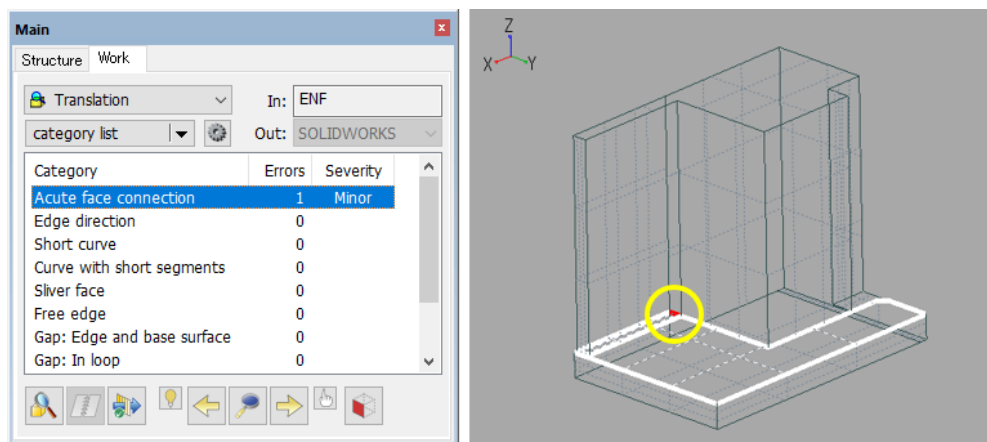 Main
Structure Work
Translation In: ENF
category list Out: SOLIDWORKS
Category Errors Severity
Acute face connection 1 Minor
Edge direction 0
Short curve 0
Curve with short segments 0
Sliver face 0
Free edge 0
Gap: Edge and base surface 0
Gap: In loop 0
Z
X Y